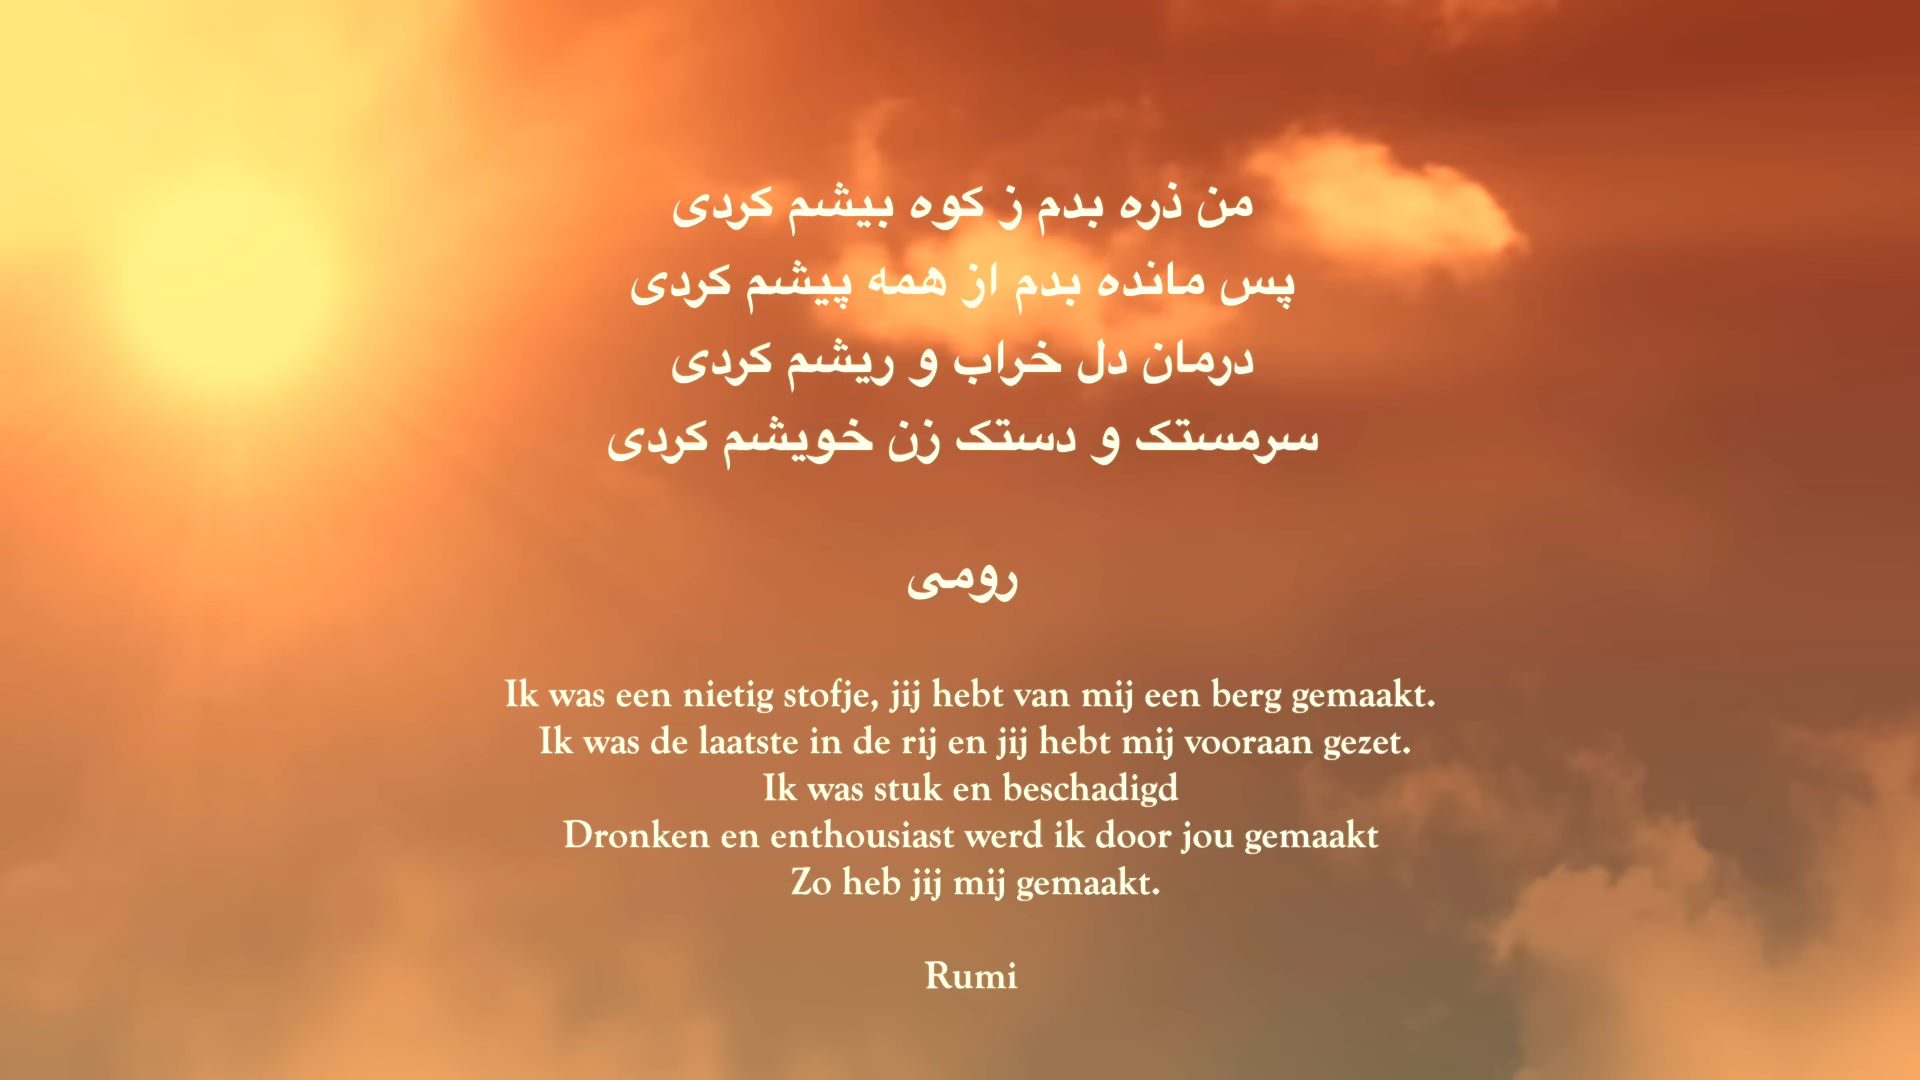 من ذره بدم ز کوه بیشم کردی
پس مانده بدم از همه پیشم کردی
درمان دل خراب و ریشم کردی
سرمستک و دستک زن خویشم کردی
رومی
Ik was een nietig stofje, jij hebt van mij een berg gemaakt.
Ik was de laatste in de rij en jij hebt mij vooraan gezet.
Ik was stuk en beschadigd
Dronken en enthousiast werd ik door jou gemaakt
Zo heb jij mij gemaakt.
Rumi